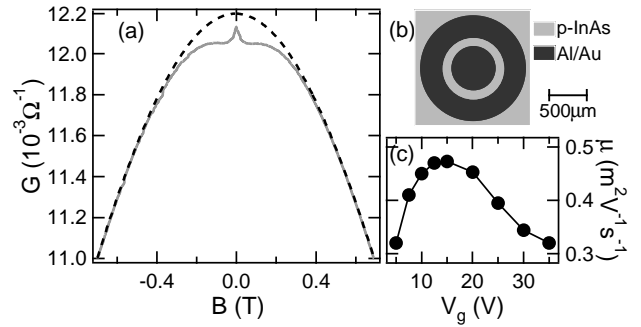 (a)
12.2
12.0
11.8
11.6
11.4
11.2
11.0
G (10⁻³Ω⁻¹)
-0.4
0.0
0.4
B (T)
(b)
p-InAs
Al/Au
500μm
(c)
0.5
0.4
0.3
μ (m²V⁻¹s⁻¹)
10
20
30
V_g (V)